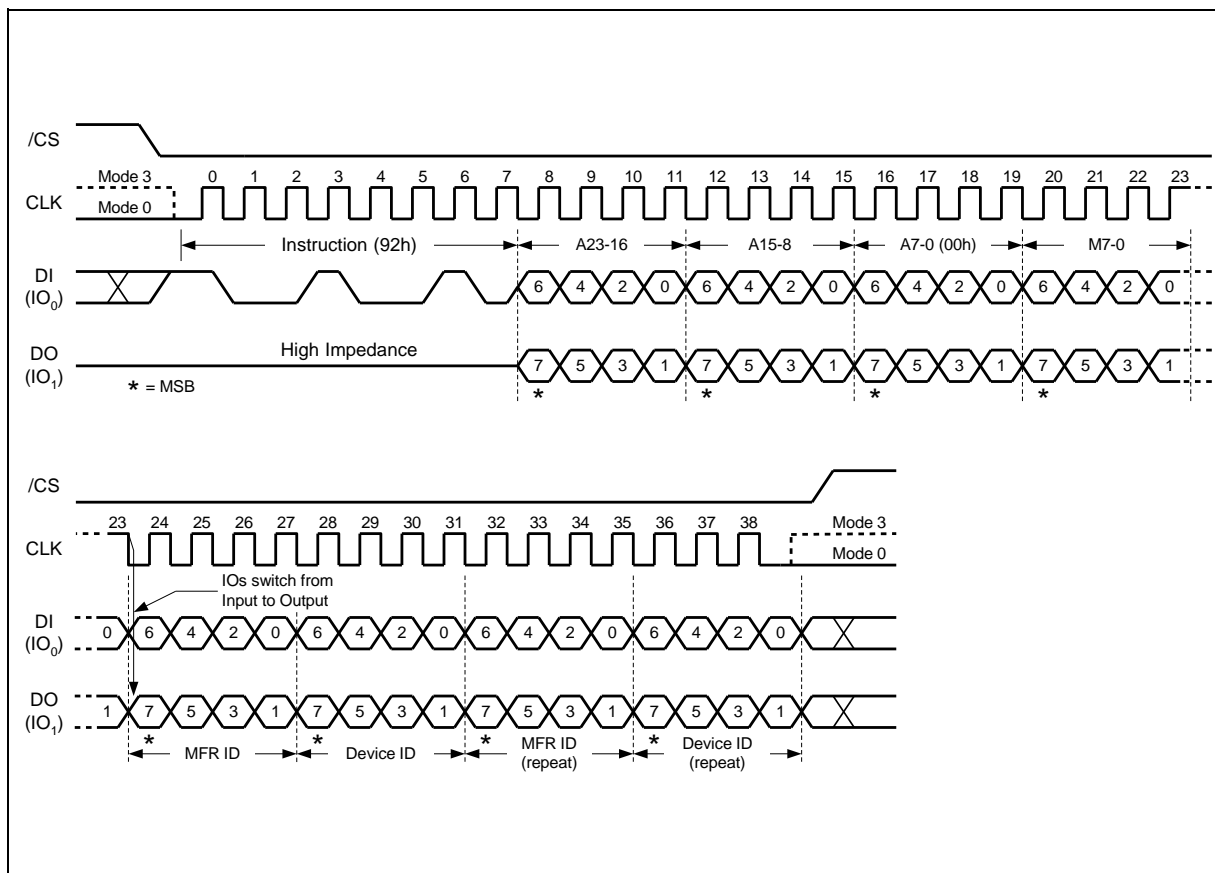 /CS
Mode 3
0 1 2 3 4 5 6 7 8 9 10 11 12 13 14 15 16 17 18 19 20 21 22 23
CLK
Mode 0
Instruction (92h) A23-16 A15-8 A7-0 (00h) M7-0
DI
(IO0)
6 4 2 0 6 4 2 0 6 4 2 0 6 4 2 0
High Impedance
DO
(IO1)
7 5 3 1 7 5 3 1 7 5 3 1 7 5 3 1
* = MSB
* * * *
/CS
23 24 25 26 27 28 29 30 31 32 33 34 35 36 37 38
Mode 3
CLK
Mode 0
IOs switch from
Input to Output
DI
(IO0)
0 6 4 2 0 6 4 2 0 6 4 2 0 6 4 2 0
DO
(IO1)
1 7 5 3 1 7 5 3 1 7 5 3 1 7 5 3 1
* * * *
MFR ID Device ID MFR ID
(repeat)
Device ID
(repeat)